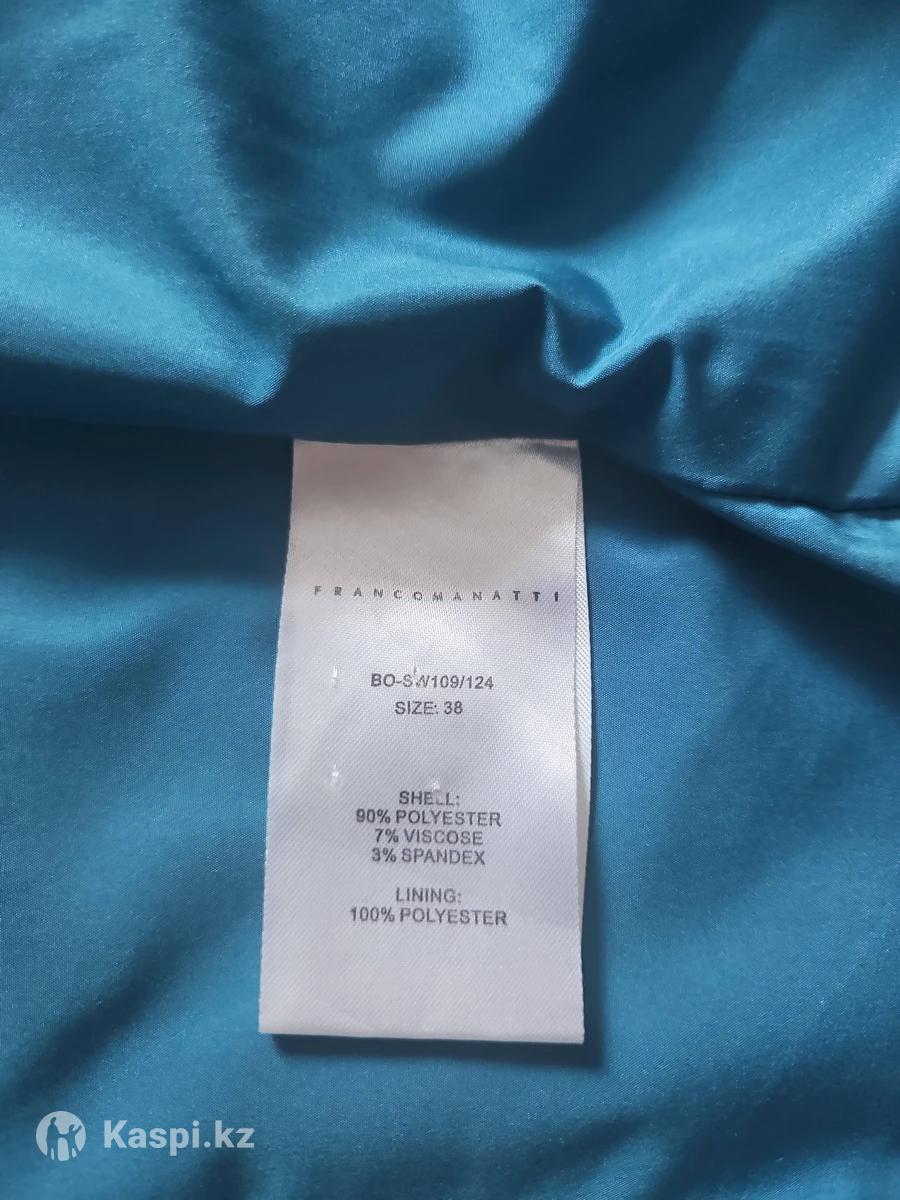 FRANCOMANATTI
BO-SW109/124
SIZE: 38
SHELL:
90% POLYESTER
7% VISCOSE
3% SPANDEX
LINING:
100% POLYESTER
Kaspi.kz